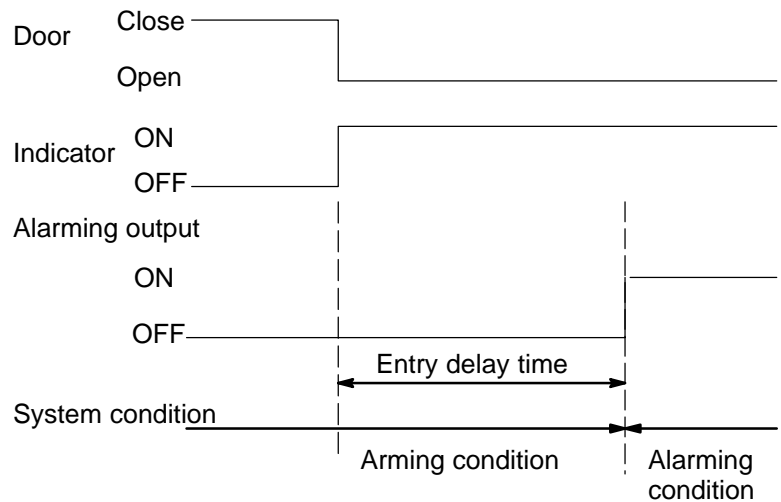 Door
Close
Open
Indicator
ON
OFF
Alarming output
ON
OFF
Entry delay time
System condition
Arming condition
Alarming
condition